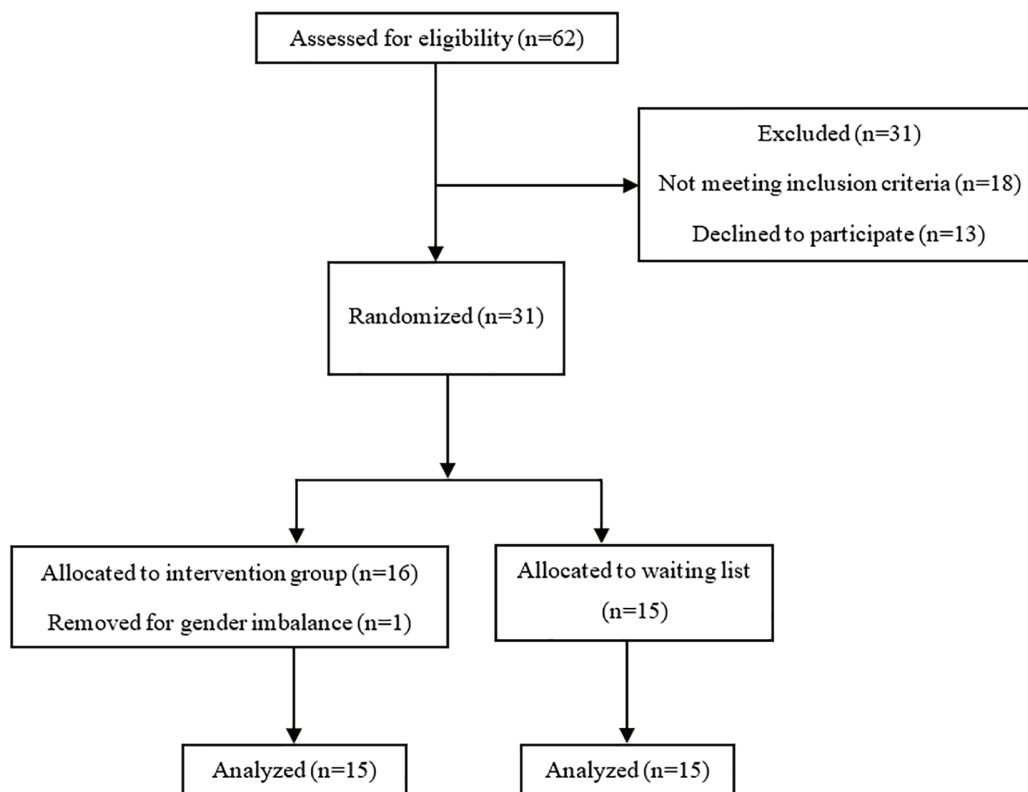 Assessed for eligibility (n=62)
Excluded (n=31)
Not meeting inclusion criteria (n=18)
Declined to participate (n=13)
Randomized (n=31)
Allocated to intervention group (n=16)
Removed for gender imbalance (n=1)
Allocated to waiting list
(n=15)
Analyzed (n=15)
Analyzed (n=15)